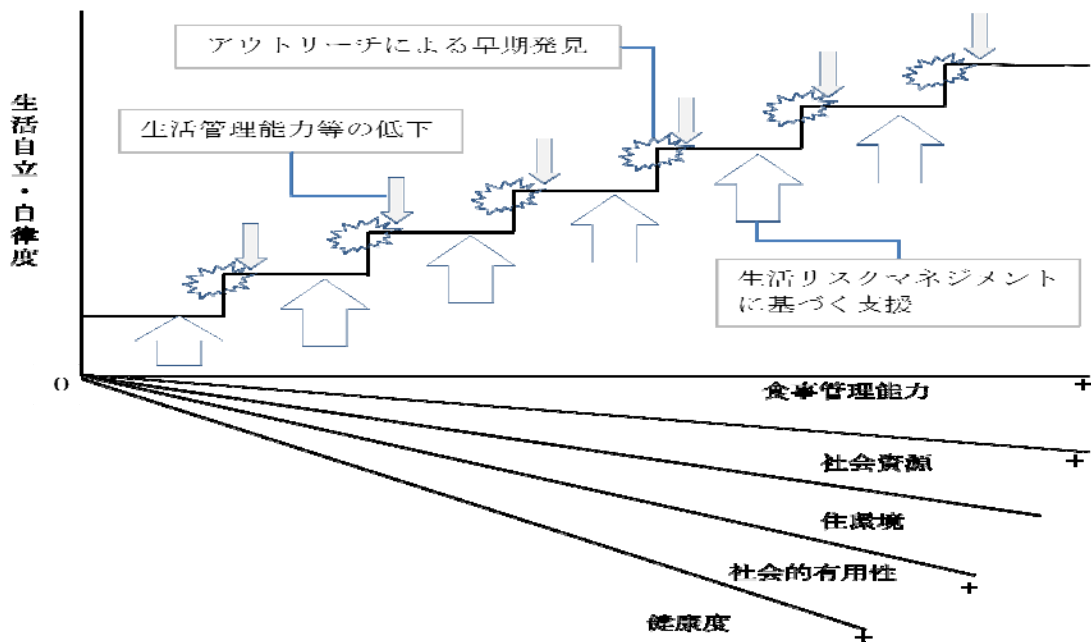 アウトリーチによる早期発見
生活管理能力等の低下
生活自立・自律度
生活リスクマネジメント
に基づく支援
0
食事管理能力
+
社会資源
+
住環境
社会的有用性
+
健康度
+